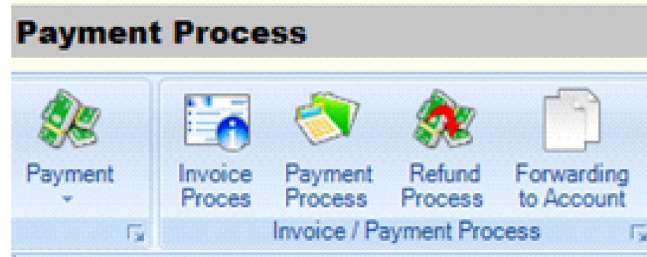 Payment Process
Payment
Invoice
Proces
Payment
Process
Refund
Process
Forwarding
to Account
Invoice / Payment Process